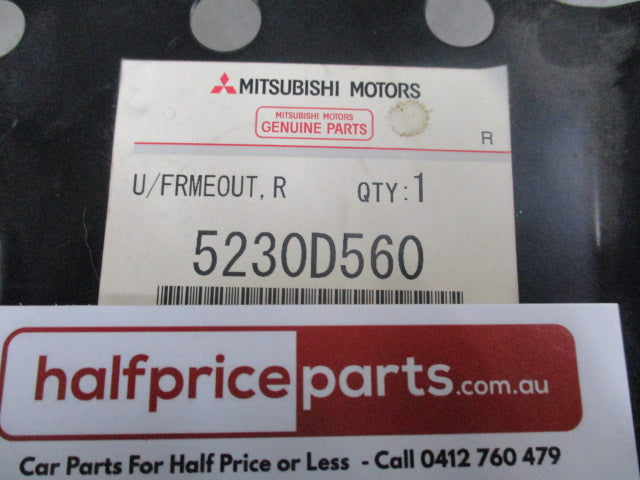 MITSUBISHI MOTORS
MITSUBISHI MOTORS
GENUINE PARTS
R
U/FRMEOUT, R QTY:1
5230D560
halfpriceparts.com.au
Car Parts For Half Price or Less - Call 0412 760 479